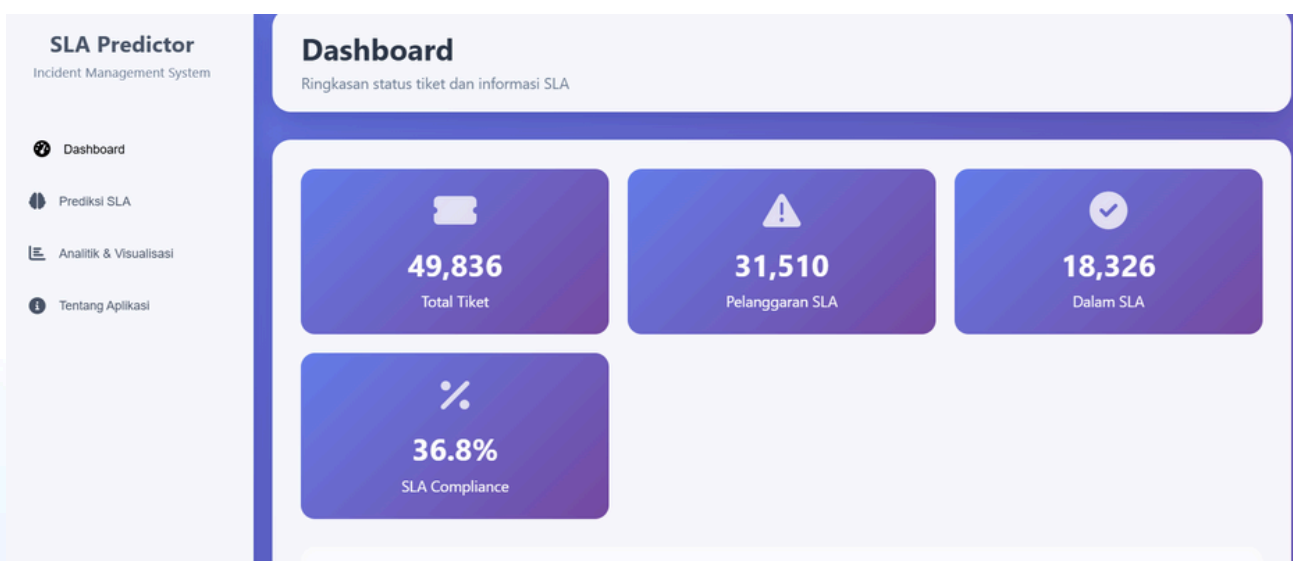 SLA Predictor
Incident Management System
Dashboard
Prediksi SLA
Analitik & Visualisasi
Tentang Aplikasi
Dashboard
Ringkasan status tiket dan informasi SLA
49,836
Total Tiket
31,510
Pelanggaran SLA
18,326
Dalam SLA
36.8%
SLA Compliance